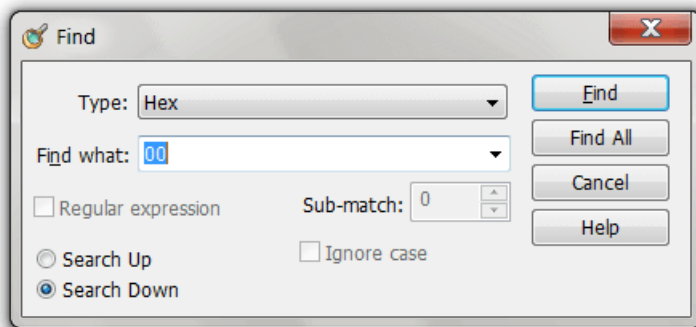 Find
Type: Hex
Find
Find what: 00
Find All
Regular expression
Sub-match: 0
Cancel
Search Up
Ignore case
Help
Search Down